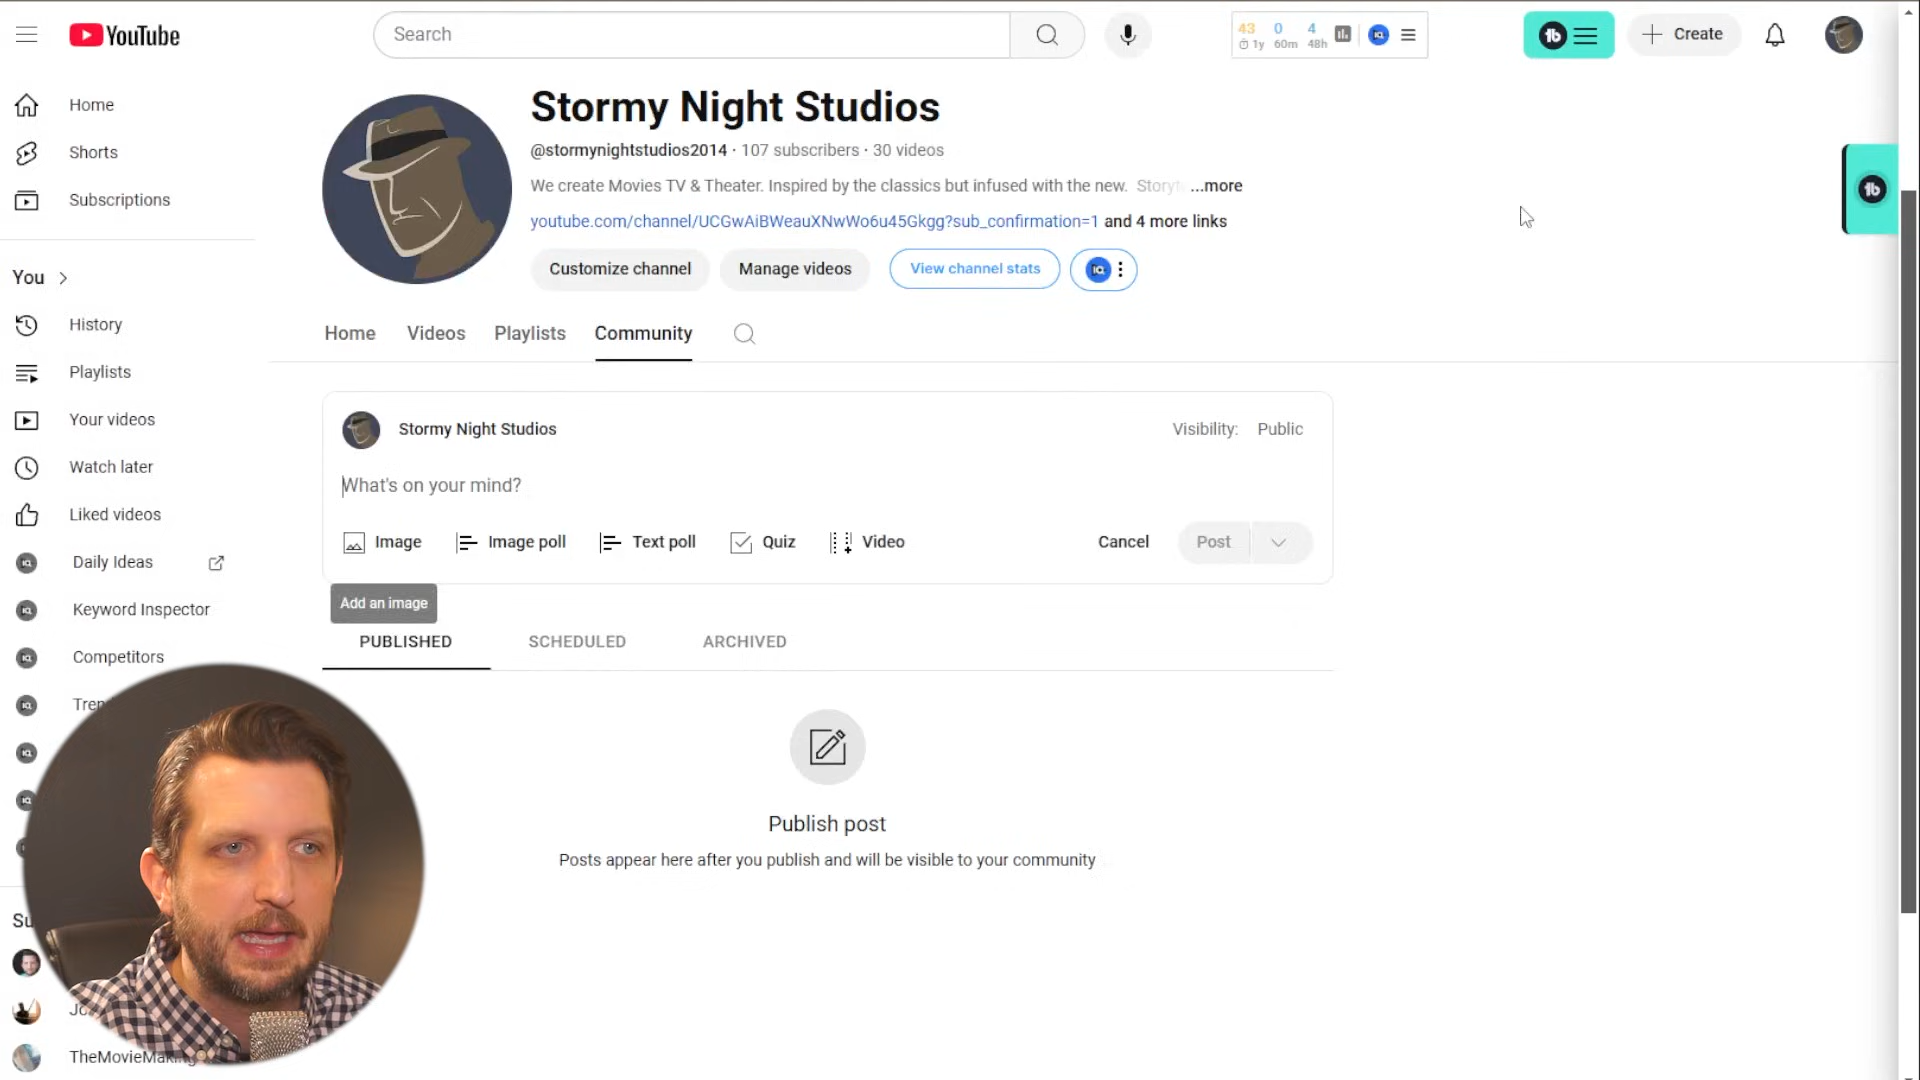 YouTube
Search
43 0 4
1y 60m 48h
Create
Home
Shorts
Subscriptions
You
History
Playlists
Your videos
Watch later
Liked videos
Daily Ideas
Keyword Inspector
Competitors
Stormy Night Studios
@stormynightstudios2014 · 107 subscribers · 30 videos
We create Movies TV & Theater. Inspired by the classics but infused with the new. Storyt ...more
youtube.com/channel/UCGwAiBWeauXNwWo6u45Gkgg?sub_confirmation=1 and 4 more links
Customize channel Manage videos View channel stats
Home Videos Playlists Community
Stormy Night Studios Visibility: Public
What's on your mind?
Image Image poll Text poll Quiz Video Cancel Post
Add an image
PUBLISHED SCHEDULED ARCHIVED
Publish post
Posts appear here after you publish and will be visible to your community